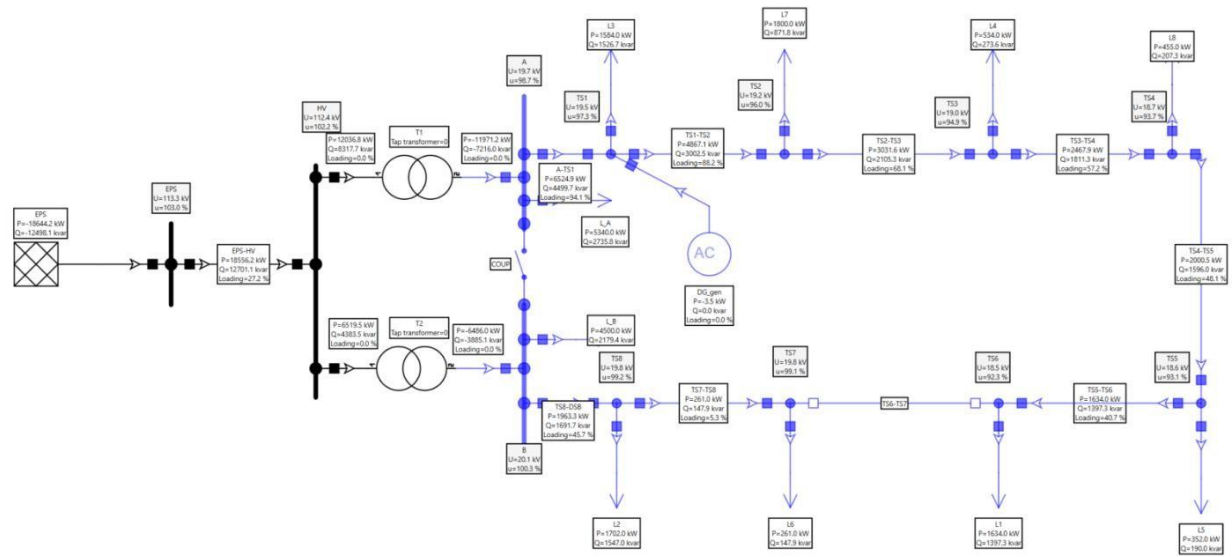 L3
P=1584.0 kW
Q=1526.7 kvar
L7
P=1800.0 kW
Q=871.8 kvar
L4
P=534.0 kW
Q=273.6 kvar
L8
P=455.0 kW
Q=207.3 kvar
A
U=19.7 kV
u=98.7 %
TS1
U=19.5 kV
u=97.3 %
TS2
U=19.2 kV
u=96.0 %
TS3
U=19.0 kV
u=94.9 %
TS4
U=18.7 kV
u=93.7 %
HV
U=112.4 kV
u=102.2 %
P=12036.8 kW
Q=8317.7 kvar
Loading=0.0 %
T1
Tap transformer=0
P=-11971.2 kW
Q=-7216.0 kvar
Loading=0.0 %
TS1-TS2
P=4867.1 kW
Q=3002.5 kvar
Loading=88.2 %
TS2-TS3
P=3031.6 kW
Q=2105.3 kvar
Loading=68.1 %
TS3-TS4
P=2467.9 kW
Q=1811.3 kvar
Loading=57.2 %
A-TS1
P=6524.9 kW
Q=4499.7 kvar
Loading=94.1 %
L_A
P=5340.0 kW
Q=2735.8 kvar
EPS
U=113.3 kV
u=103.0 %
EPS
P=-18644.2 kW
Q=-12498.1 kvar
EPS-HV
P=18556.2 kW
Q=12701.1 kvar
Loading=27.2 %
COUP
AC
DG_gen
P=-3.5 kW
Q=0.0 kvar
Loading=0.0 %
TS4-TS5
P=2000.5 kW
Q=1596.0 kvar
Loading=48.1 %
P=6519.5 kW
Q=4383.5 kvar
Loading=0.0 %
T2
Tap transformer=0
P=-6486.0 kW
Q=-3885.1 kvar
Loading=0.0 %
L_B
P=4500.0 kW
Q=2179.4 kvar
TS8
U=19.8 kV
u=99.2 %
TS7
U=19.8 kV
u=99.1 %
TS6
U=18.5 kV
u=92.3 %
TS5
U=18.6 kV
u=93.1 %
TS8-DSB
P=1963.3 kW
Q=1691.7 kvar
Loading=45.7 %
TS7-TS8
P=261.0 kW
Q=147.9 kvar
Loading=5.3 %
TS6-TS7
TS5-TS6
P=1634.0 kW
Q=1397.3 kvar
Loading=40.7 %
B
U=20.1 kV
u=100.3 %
L2
P=1702.0 kW
Q=1547.0 kvar
L6
P=261.0 kW
Q=147.9 kvar
L1
P=1634.0 kW
Q=1397.3 kvar
L5
P=352.0 kW
Q=190.0 kvar